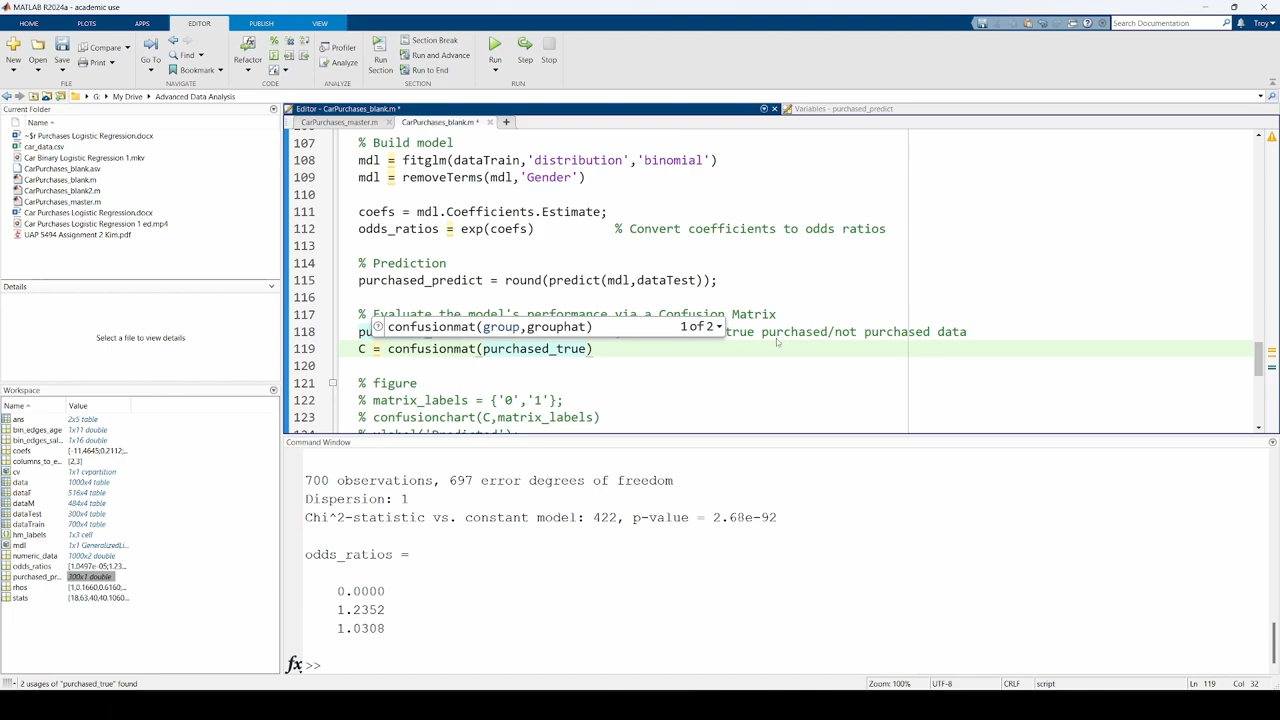 MATLAB R2024a - academic use
HOME PLOTS APPS EDITOR PUBLISH VIEW Search Documentation Troy
New Open Save Compare Print Go To Find Bookmark Refactor Profiler Analyze Run Section Section Break Run and Advance Run to End Run Step Stop
FILE NAVIGATE CODE ANALYZE SECTION RUN
G: My Drive Advanced Data Analysis
Current Folder
Name
~$r Purchases Logistic Regression.docx
car_data.csv
Car Binary Logistic Regression 1.mkv
CarPurchases_blank.asv
CarPurchases_blank.m
CarPurchases_blank2.m
CarPurchases_master.m
Car Purchases Logistic Regression.docx
Car Purchases Logistic Regression 1 ed.mp4
UAP 5494 Assignment 2 Kim.pdf
Details
Select a file to view details
Workspace
Name Value
ans 2x5 table
bin_edges_age 1x11 double
bin_edges_sal... 1x16 double
coefs [-11.4645;0.2112;...
columns_to_e... [2,3]
cv 1x1 cvpartition
data 1000x4 table
dataF 516x4 table
dataM 484x4 table
dataTest 300x4 table
dataTrain 700x4 table
hm_labels 1x3 cell
mdl 1x1 GeneralizedLi...
numeric_data 1000x2 double
odds_ratios [1.0497e-05;1.23...
purchased_pr... 300x1 double
rhos [1,0.1660,0.6160;...
stats [18,63,40,40.1060...
Editor - CarPurchases_blank.m * Variables - purchased_predict
CarPurchases_master.m CarPurchases_blank.m * +
107 % Build model
108 mdl = fitglm(dataTrain,'distribution','binomial')
109 mdl = removeTerms(mdl,'Gender')
110
111 coefs = mdl.Coefficients.Estimate;
112 odds_ratios = exp(coefs) % Convert coefficients to odds ratios
113
114 % Prediction
115 purchased_predict = round(predict(mdl,dataTest));
116
117 % Evaluate the model's performance via a Confusion Matrix
confusionmat(group,grouphat) 1 of 2
118 pu true purchased/not purchased data
119 C = confusionmat(purchased_true)
120
121 % figure
122 % matrix_labels = {'0','1'};
123 % confusionchart(C,matrix_labels)
Command Window
700 observations, 697 error degrees of freedom
Dispersion: 1
Chi^2-statistic vs. constant model: 422, p-value = 2.68e-92
odds_ratios =
0.0000
1.2352
1.0308
fx >>
2 usages of "purchased_true" found Zoom: 100% UTF-8 CRLF script Ln 119 Col 32